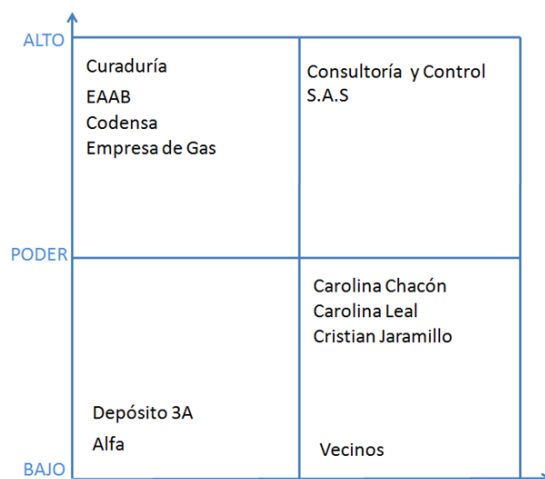 ALTO
Curaduría
EAAB
Codensa
Empresa de Gas
Consultoría y Control
S.A.S
PODER
Carolina Chacón
Carolina Leal
Cristian Jaramillo
Depósito 3A
Alfa
Vecinos
BAJO